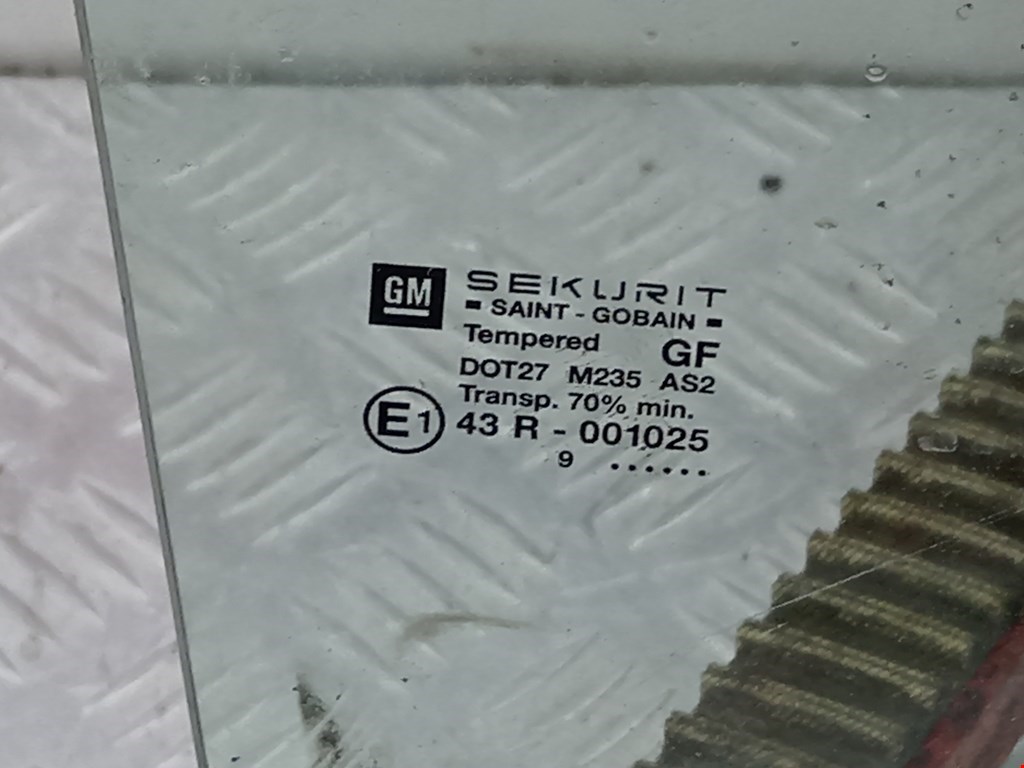 GM
SEKURIT
SAINT - GOBAIN
Tempered GF
DOT27 M235 AS2
Transp. 70% min.
E1 43 R - 001025
9 ......